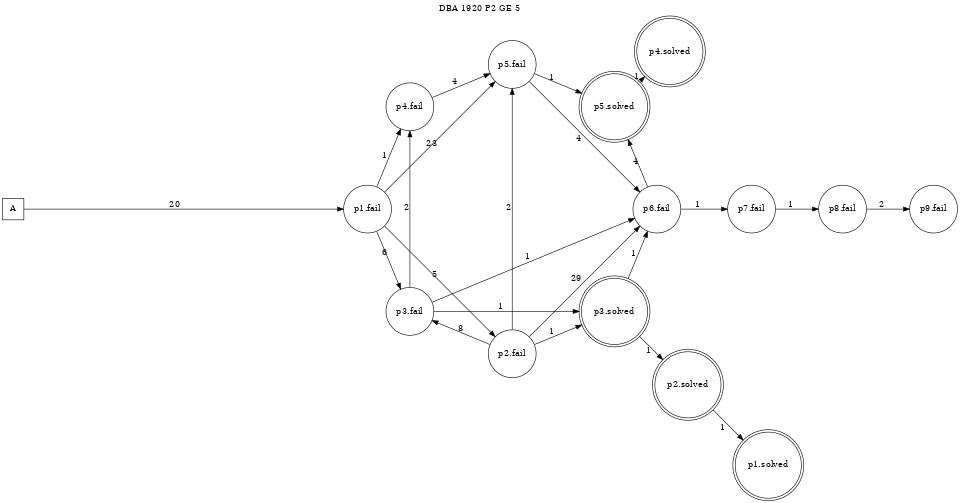 DBA 1920 P2 GE 5
p4.solved
p5.fail
1
4
1
p4.fail
p5.solved
1
4
4
2
1
A
20
p1.fail
2
2
p6.fail
1
p7.fail
1
p8.fail
2
p9.fail
6
1
1
5
29
p3.fail
1
p3.solved
8
1
p2.fail
1
p2.solved
1
p1.solved